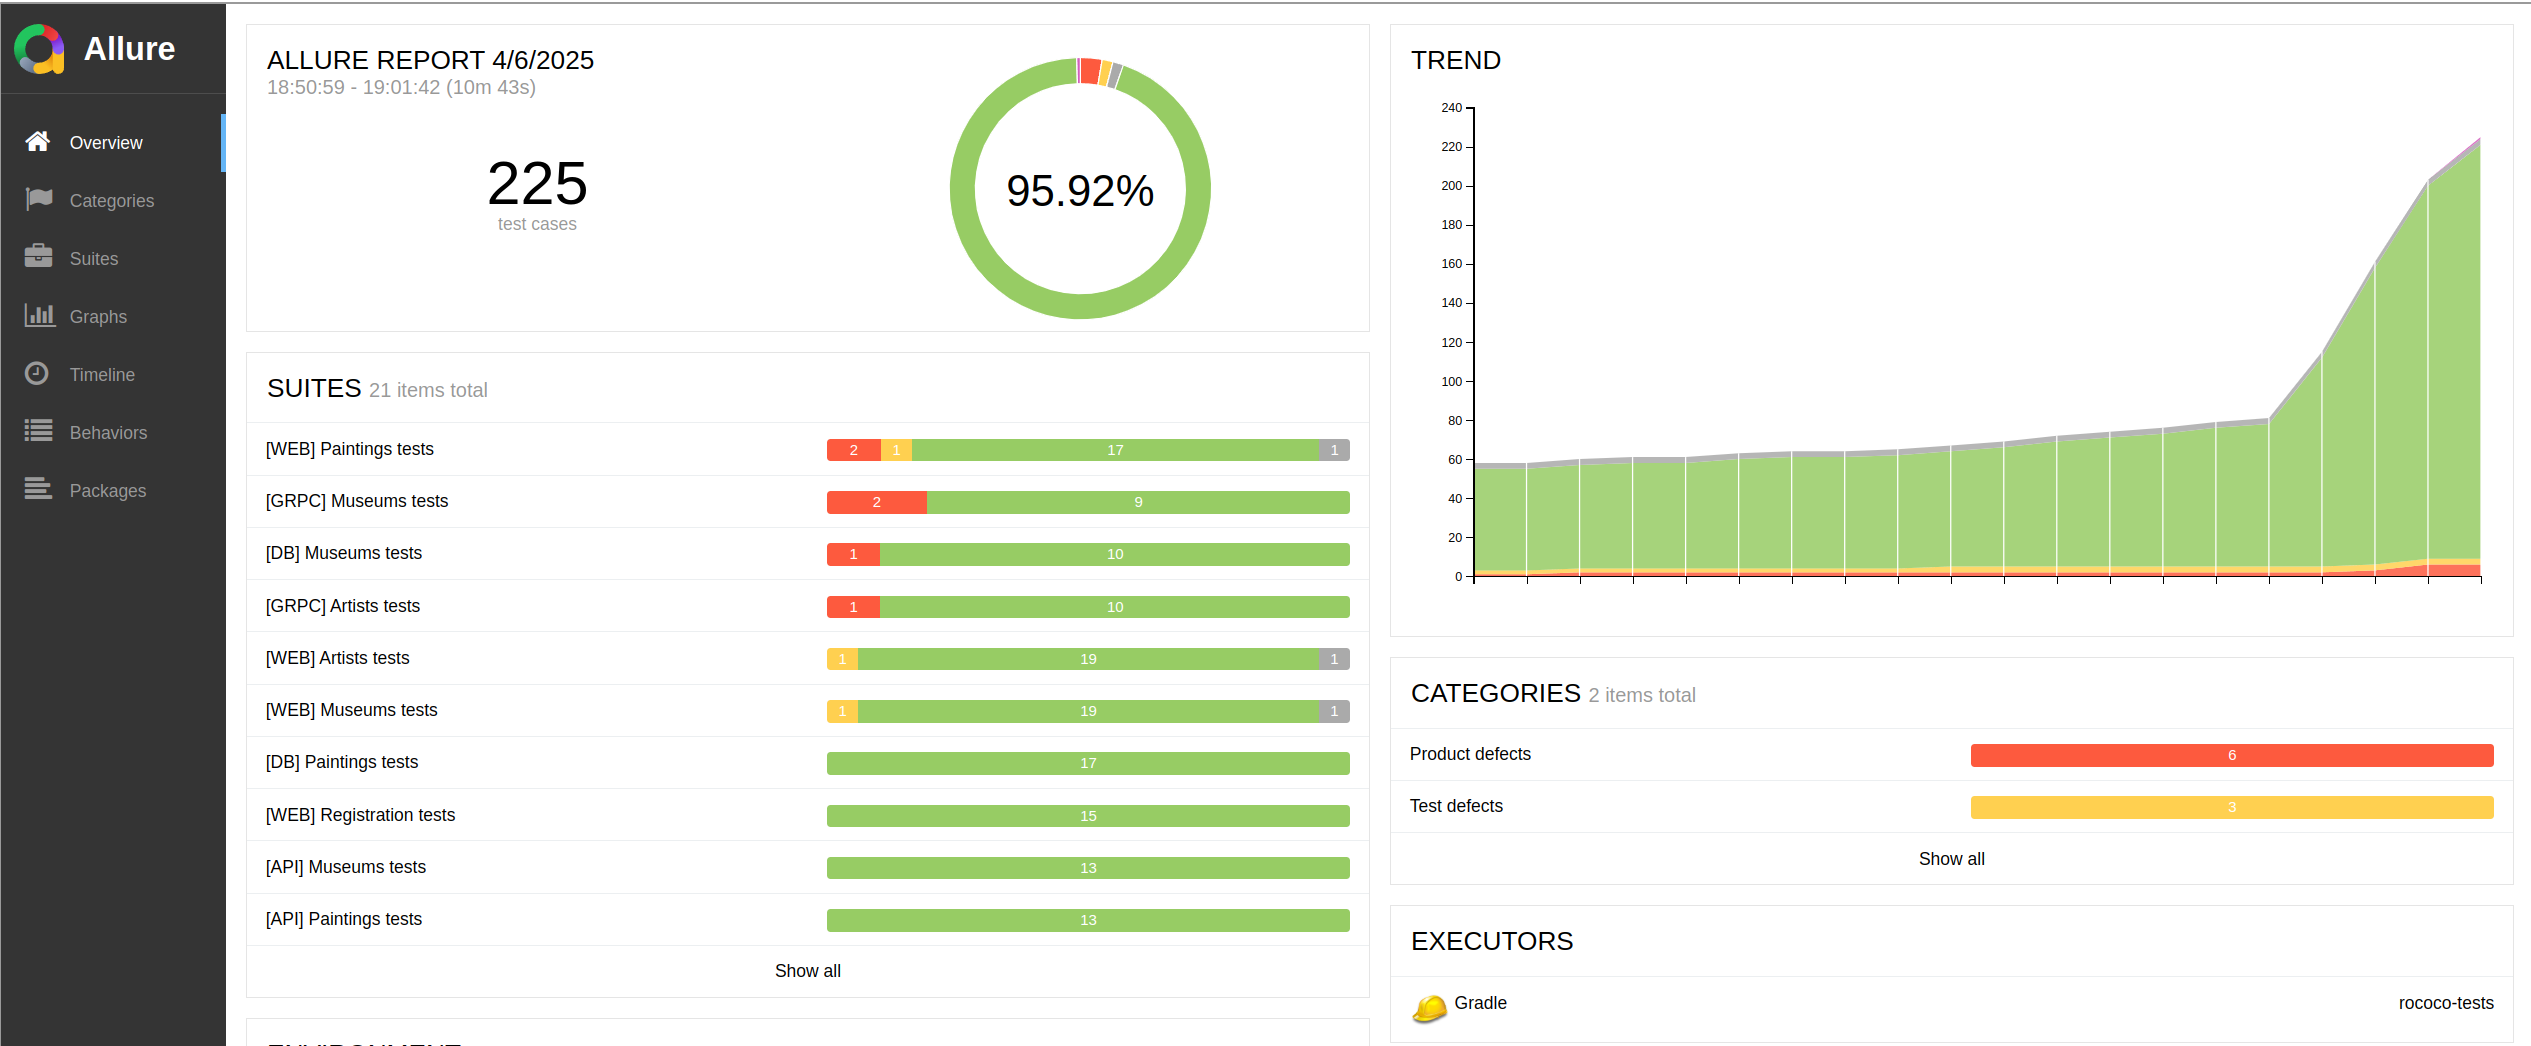 Allure
Overview
Categories
Suites
Graphs
Timeline
Behaviors
Packages
ALLURE REPORT 4/6/2025
18:50:59 - 19:01:42 (10m 43s)
225
test cases
95.92%
SUITES 21 items total
[WEB] Paintings tests 2 1 17 1
[GRPC] Museums tests 2 9
[DB] Museums tests 1 10
[GRPC] Artists tests 1 10
[WEB] Artists tests 1 19 1
[WEB] Museums tests 1 19 1
[DB] Paintings tests 17
[WEB] Registration tests 15
[API] Museums tests 13
[API] Paintings tests 13
Show all
TREND
240
220
200
180
160
140
120
100
80
60
40
20
0
CATEGORIES 2 items total
Product defects 6
Test defects 3
Show all
EXECUTORS
Gradle rococo-tests